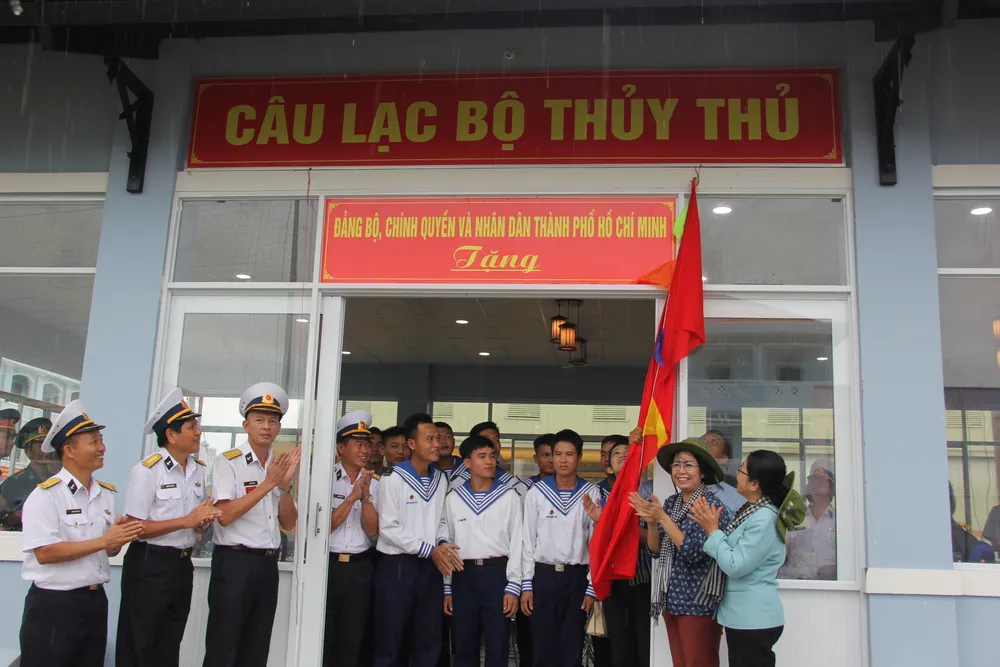 CÂU LẠC BỘ THỦY THỦ
ĐẢNG BỘ, CHÍNH QUYỀN VÀ NHÂN DÂN THÀNH PHỐ HỒ CHÍ MINH
Tặng